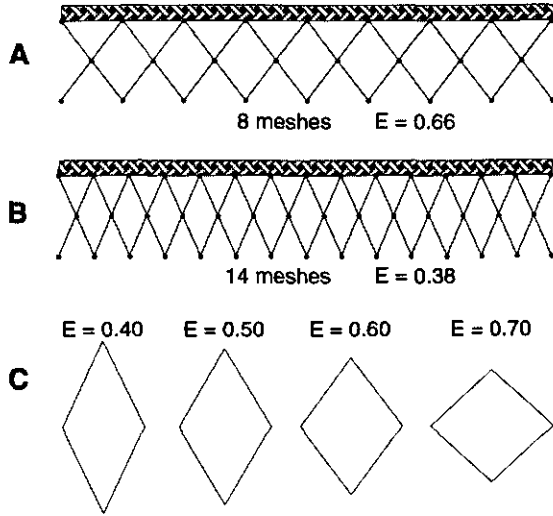 A
8 meshes E = 0.66
B
14 meshes E = 0.38
E = 0.40 E = 0.50 E = 0.60 E = 0.70
C